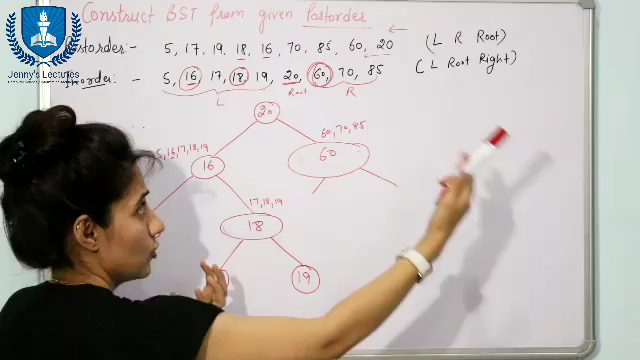 Construct BST from given Postorder
Jenny's Lectures
Postorder:- 5, 17, 19, 18, 16, 70, 85, 60, 20 (L R Root)
order: - 5, 16, 17, 18, 19, 20, 60, 70, 85 (L Root Right)
L Root R
20
5, 16, 17, 18, 19 60, 70, 85
16 60
17, 18, 19
18
19